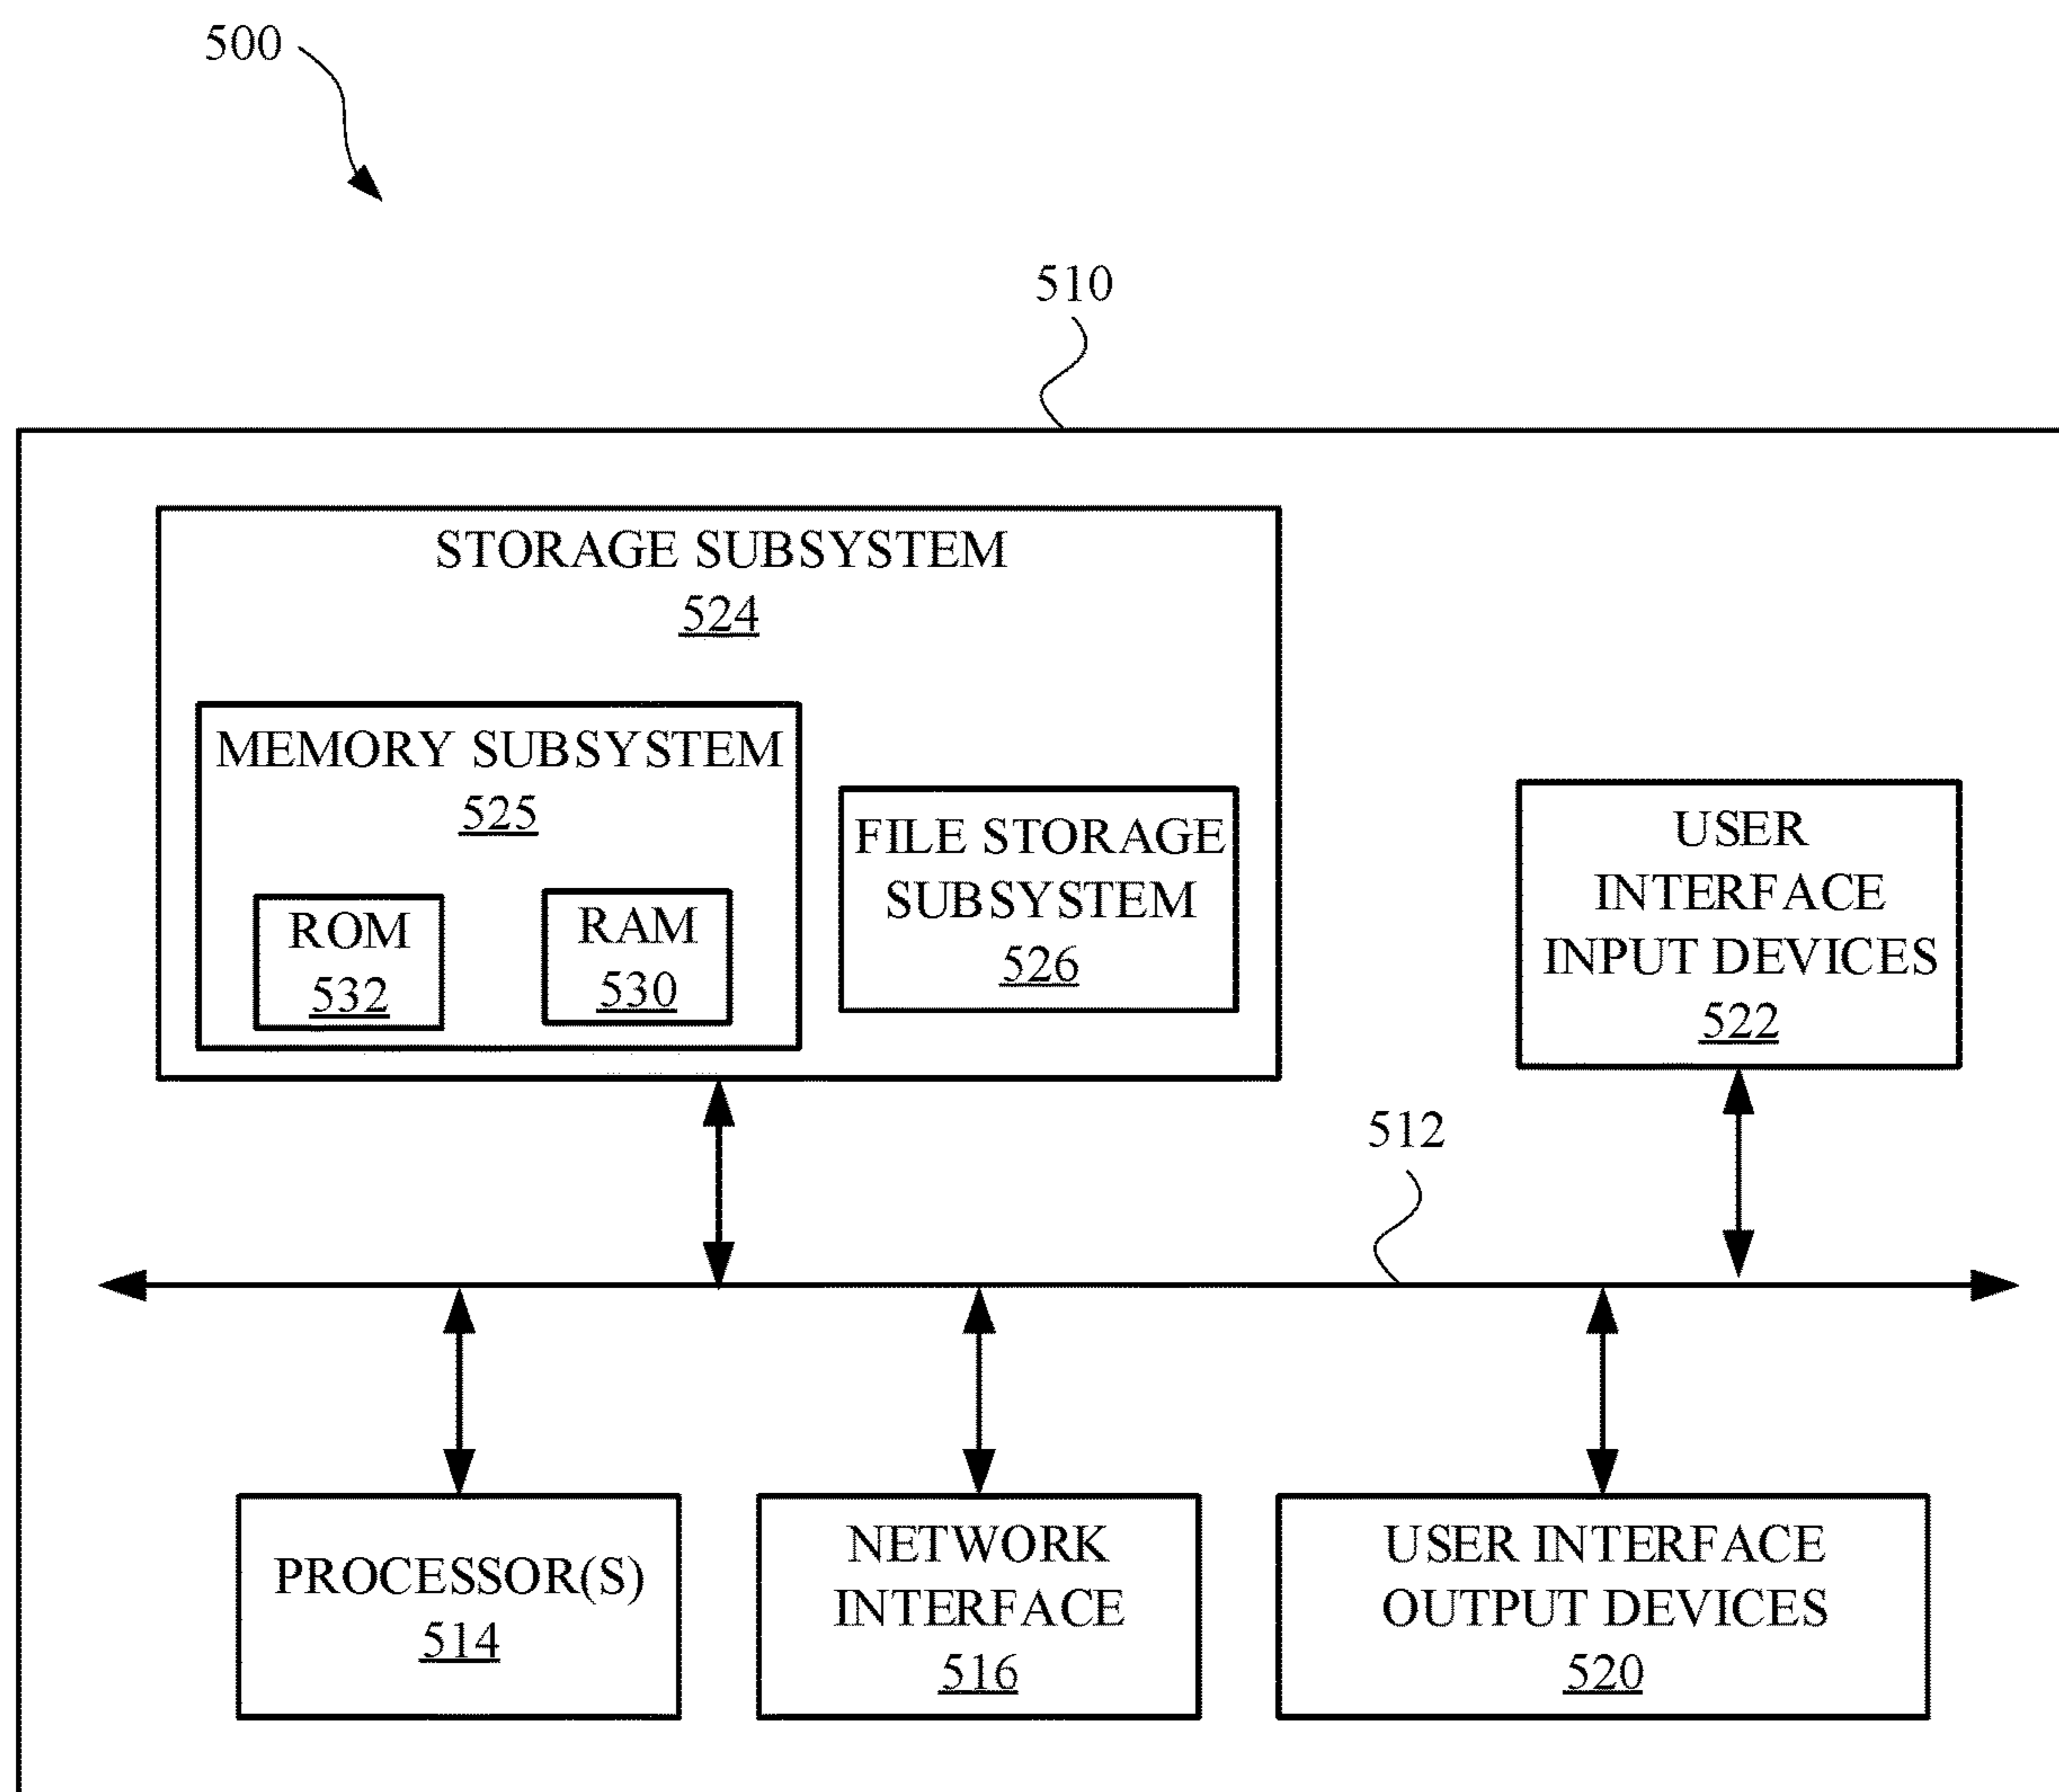 500
510
STORAGE SUBSYSTEM
524
MEMORY SUBSYSTEM
525
ROM
532
RAM
530
FILE STORAGE
SUBSYSTEM
526
USER
INTERFACE
INPUT DEVICES
522
512
PROCESSOR(S)
514
NETWORK
INTERFACE
516
USER INTERFACE
OUTPUT DEVICES
520